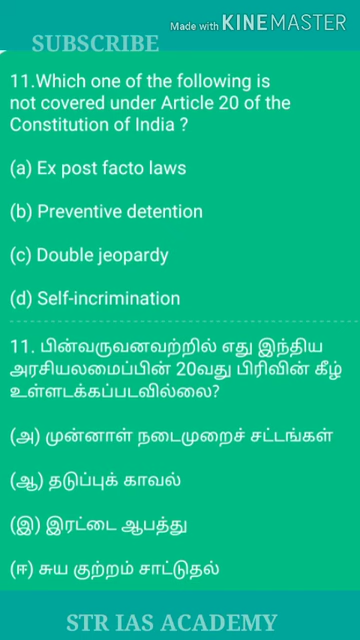 Made with KINEMASTER
SUBSCRIBE
11.Which one of the following is
not covered under Article 20 of the
Constitution of India ?
(a) Ex post facto laws
(b) Preventive detention
(c) Double jeopardy
(d) Self-incrimination
11. பின்வருவனவற்றில் எது இந்திய
அரசியலமைப்பின் 20வது பிரிவின் கீழ்
உள்ளடக்கப்படவில்லை?
(அ) முன்னாள் நடைமுறைச் சட்டங்கள்
(ஆ) தடுப்புக் காவல்
(இ) இரட்டை ஆபத்து
(ஈ) சுய குற்றம் சாட்டுதல்
STR IAS ACADEMY